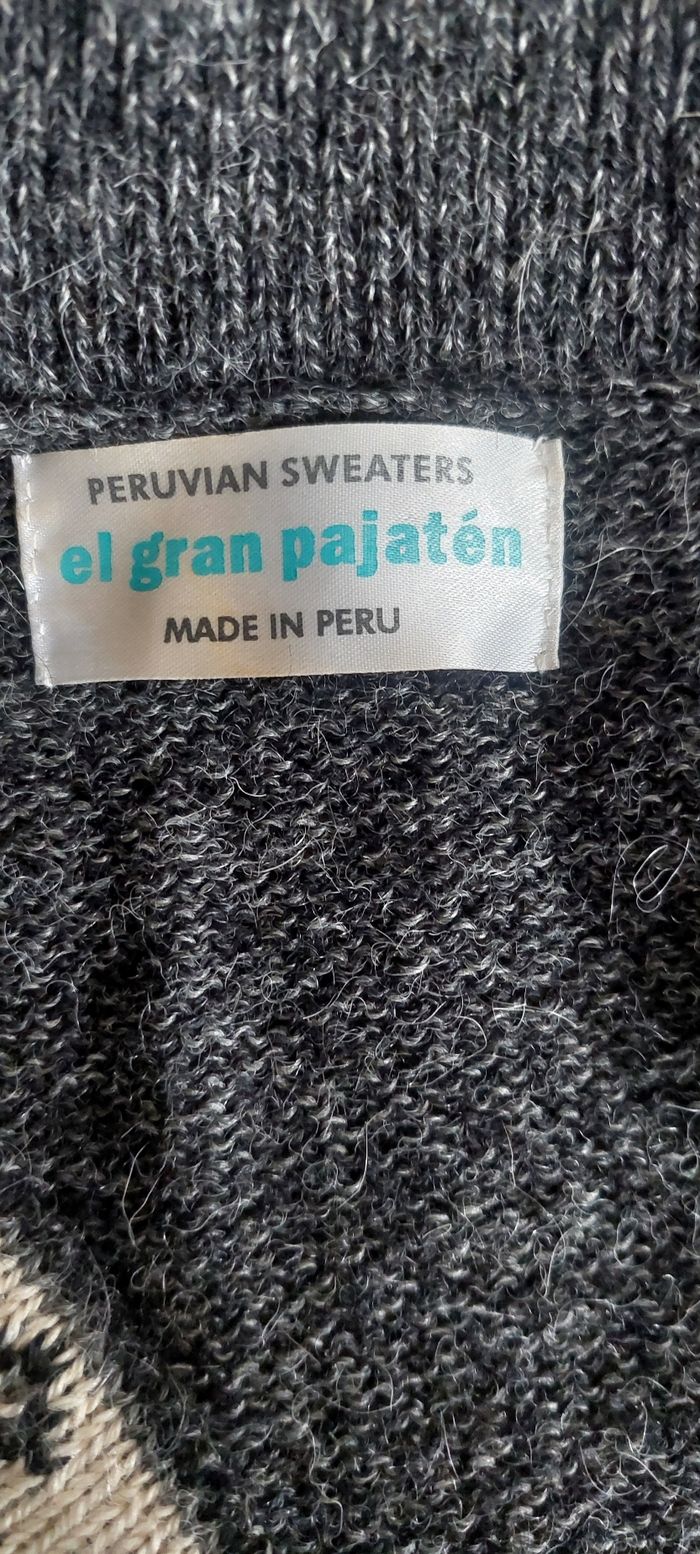 PERUVIAN SWEATERS
el gran pajatén
MADE IN PERU